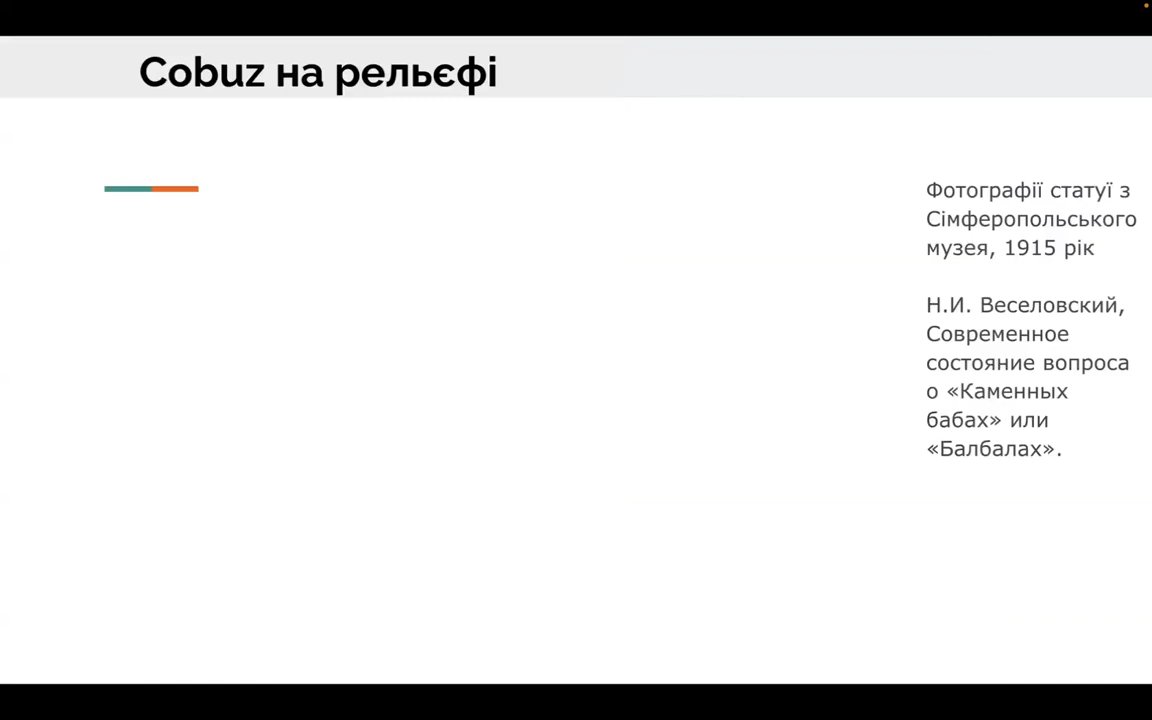 Cobuz на рельєфі
Фотографії статуї з
Сімферопольського
музея, 1915 рік
Н.И. Веселовский,
Современное
состояние вопроса
о «Каменных
бабах» или
«Балбалах».